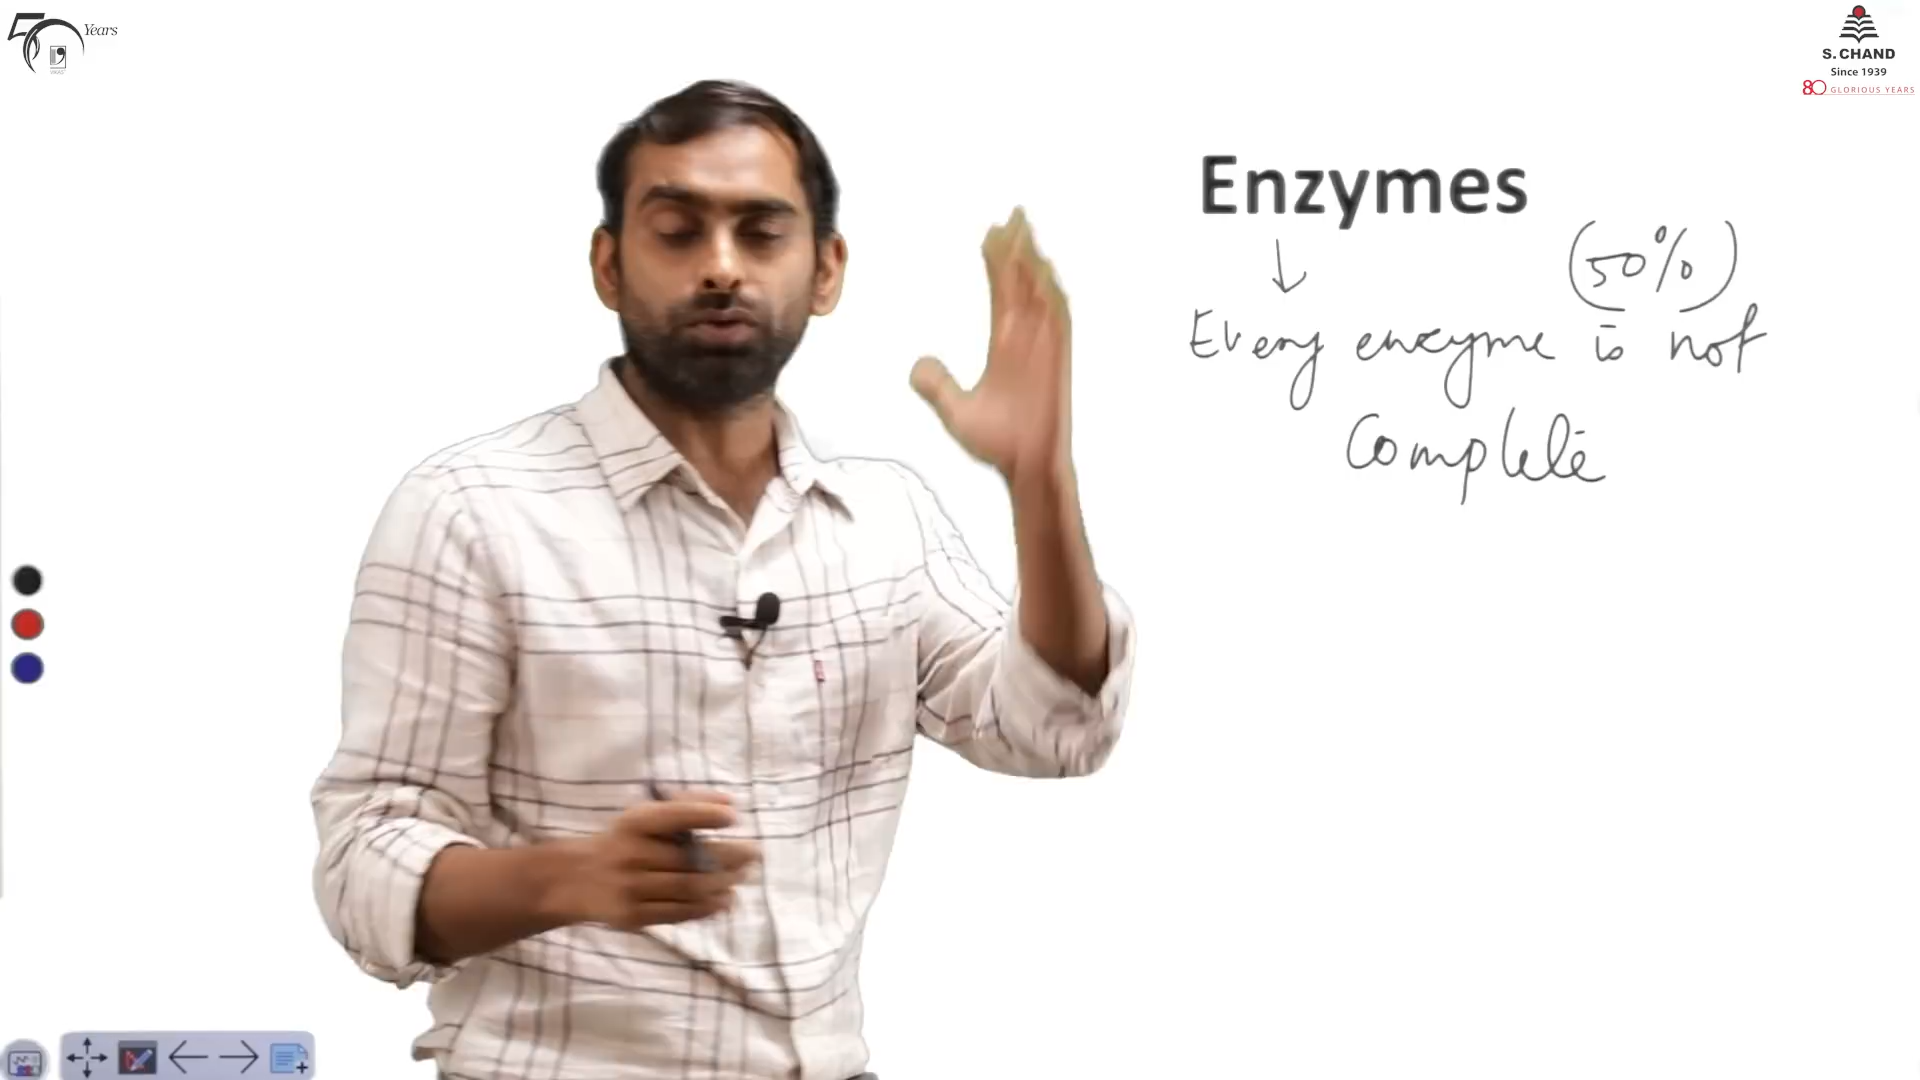 50 Years
S. CHAND
Since 1939
80 GLORIOUS YEARS
Enzymes
(50%)
Every enzyme is not
Complete